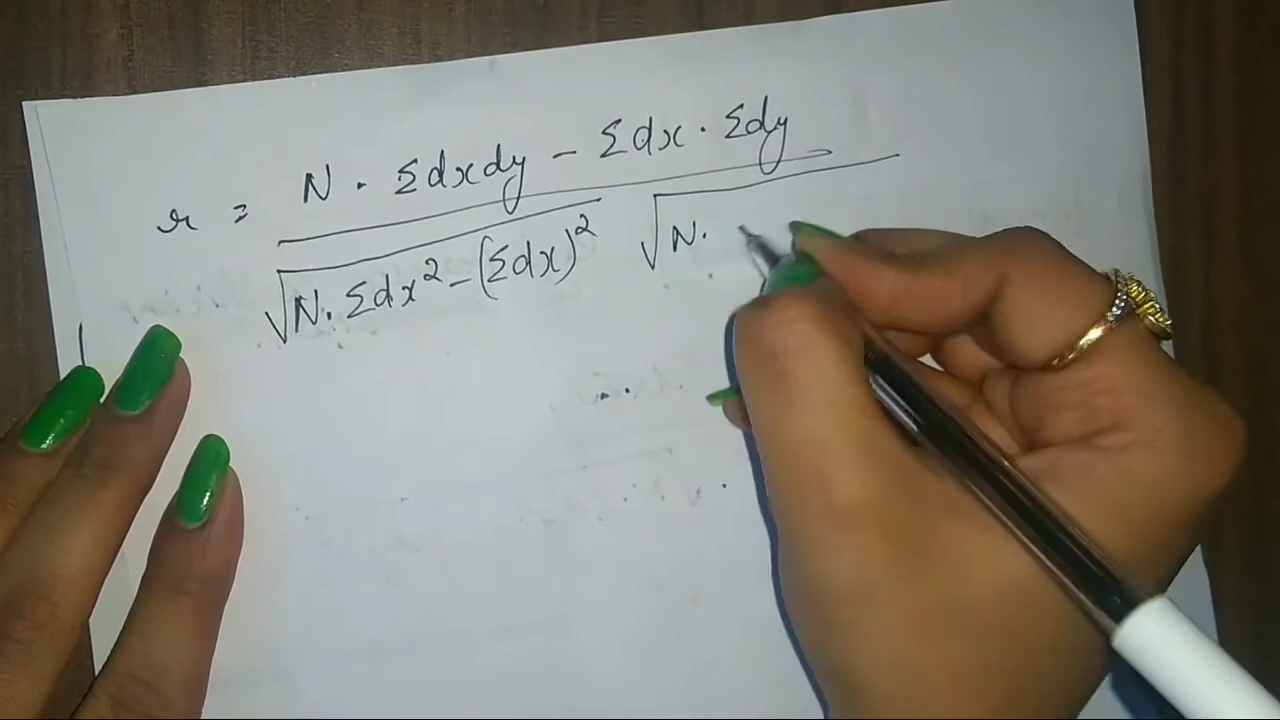 r = N . Σdxdy - Σdx . Σdy
√N. Σdx² - (Σdx)² √N.